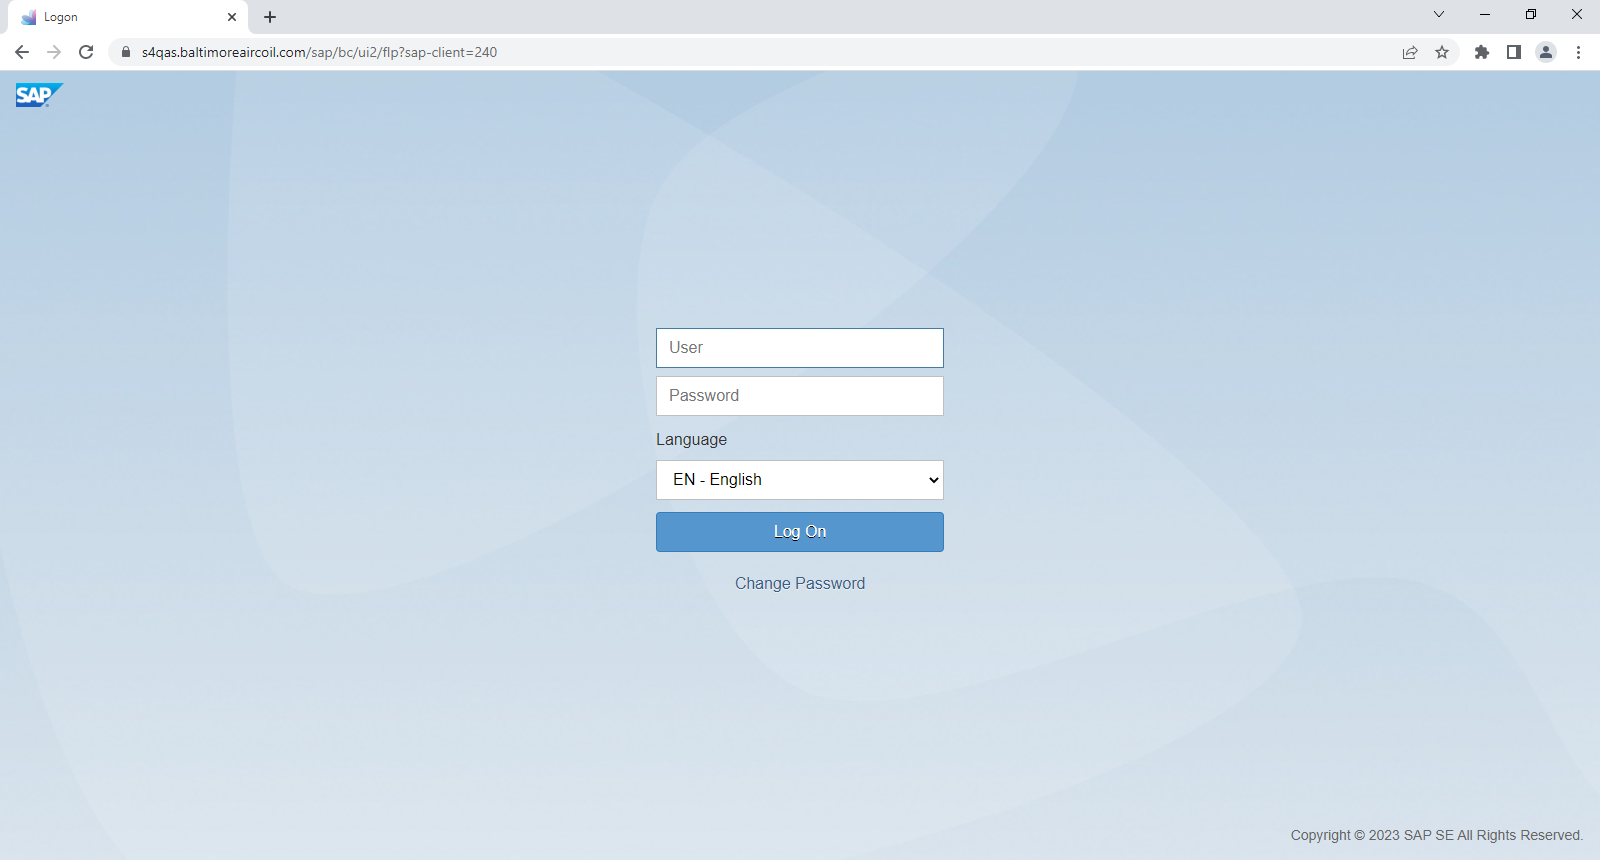 Logon
s4qas.baltimoreaircoil.com/sap/bc/ui2/flp?sap-client=240
SAP
User
Password
Language
EN - English
Log On
Change Password
Copyright © 2023 SAP SE All Rights Reserved.